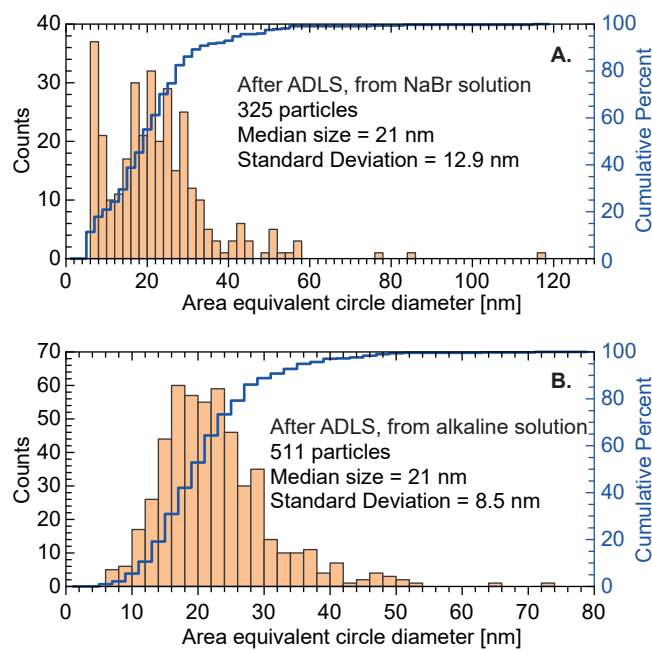 A.
After ADLS, from NaBr solution
325 particles
Median size = 21 nm
Standard Deviation = 12.9 nm
Counts
40
30
20
10
0
Cumulative Percent
100
80
60
40
20
0
0 20 40 60 80 100 120
Area equivalent circle diameter [nm]
B.
After ADLS, from alkaline solution
511 particles
Median size = 21 nm
Standard Deviation = 8.5 nm
Counts
70
60
50
40
30
20
10
0
Cumulative Percent
100
80
60
40
20
0
0 10 20 30 40 50 60 70 80
Area equivalent circle diameter [nm]